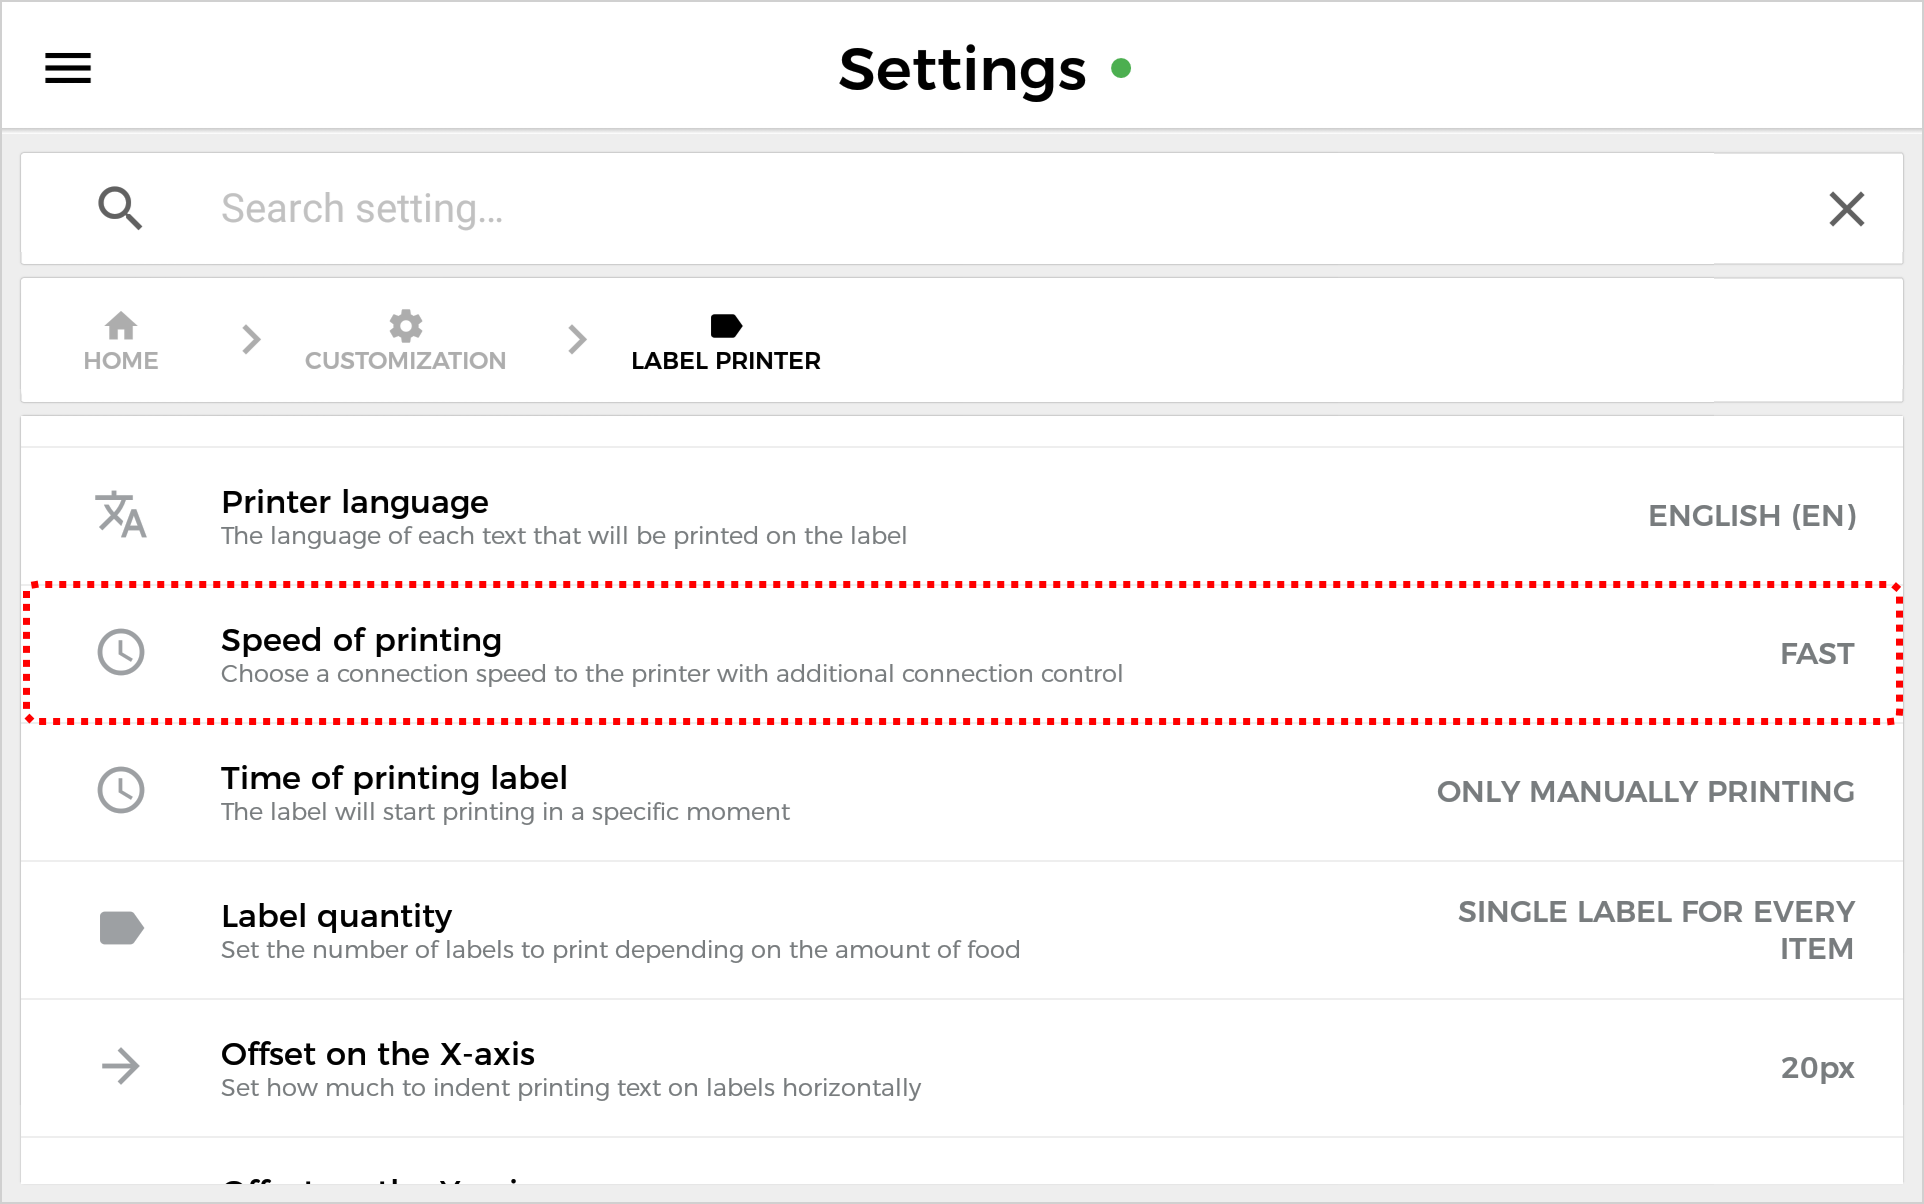 Settings
Search setting...
HOME
CUSTOMIZATION
LABEL PRINTER
Printer language
The language of each text that will be printed on the label
ENGLISH (EN)
Speed of printing
Choose a connection speed to the printer with additional connection control
FAST
Time of printing label
The label will start printing in a specific moment
ONLY MANUALLY PRINTING
Label quantity
Set the number of labels to print depending on the amount of food
SINGLE LABEL FOR EVERY
ITEM
Offset on the X-axis
Set how much to indent printing text on labels horizontally
20px